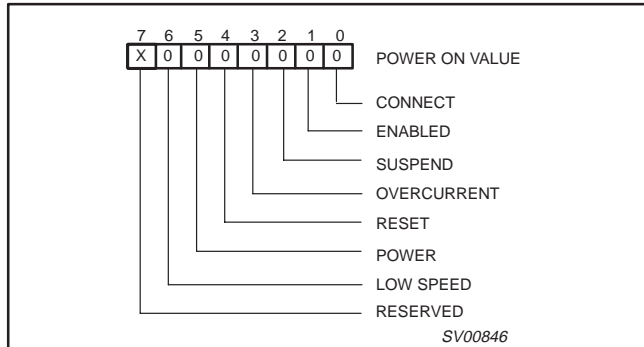 7 6 5 4 3 2 1 0
X 0 0 0 0 0 0 0 POWER ON VALUE
CONNECT
ENABLED
SUSPEND
OVERCURRENT
RESET
POWER
LOW SPEED
RESERVED
SV00846